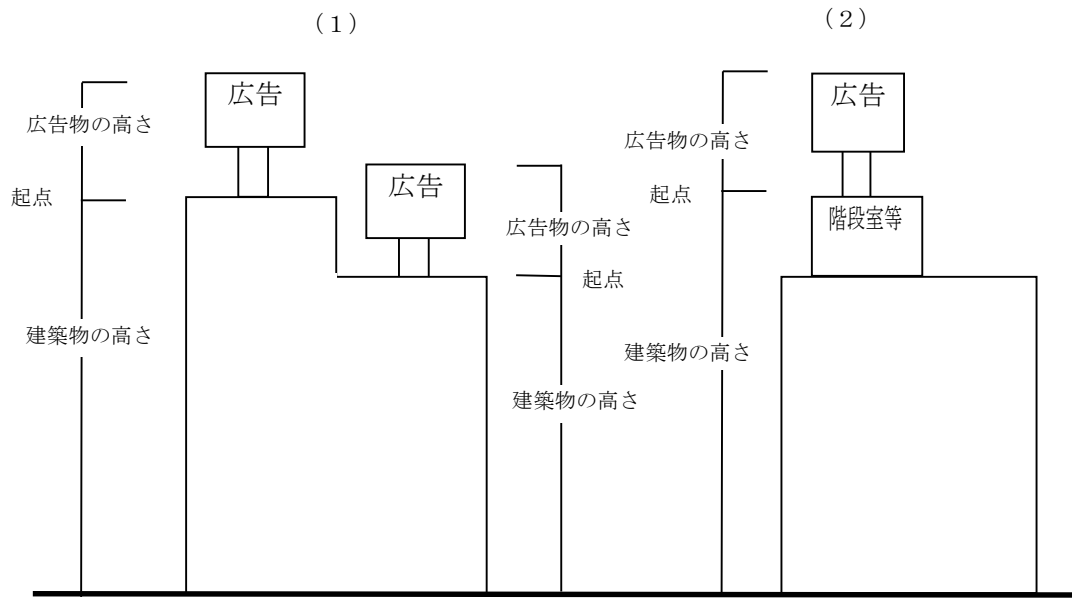 （１）
（２）
広告
広告物の高さ
起点
広告
広告物の高さ
起点
建築物の高さ
建築物の高さ
広告
広告物の高さ
起点
階段室等
建築物の高さ